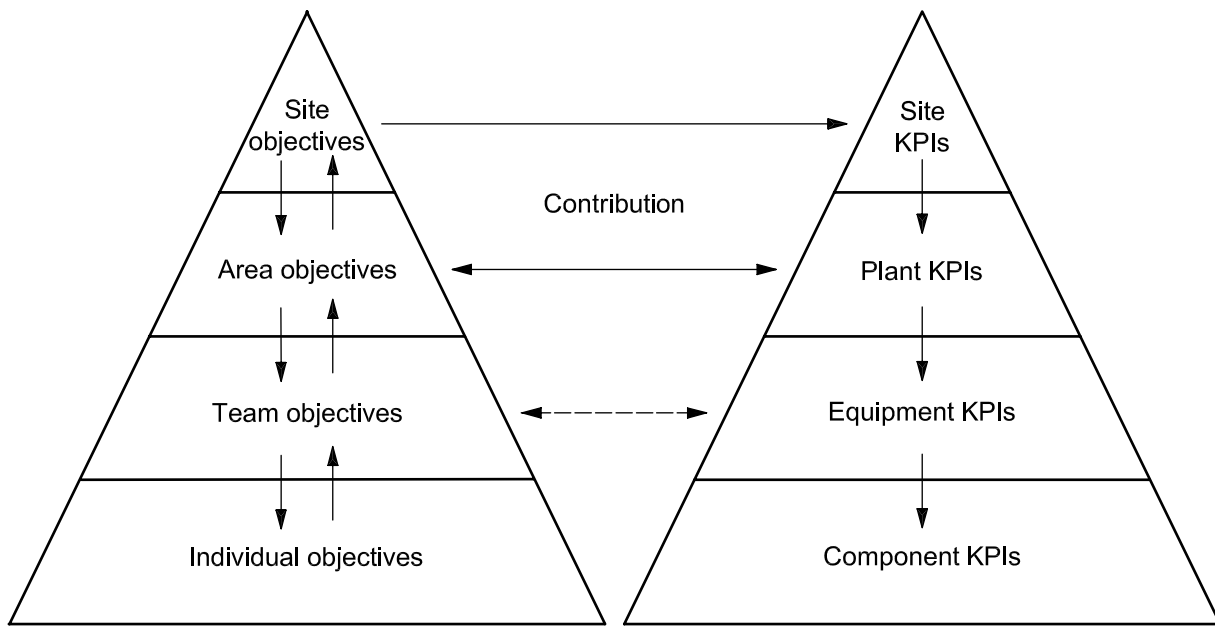 Site
objectives
Site
KPIs
Contribution
Area objectives
Plant KPIs
Team objectives
Equipment KPIs
Individual objectives
Component KPIs